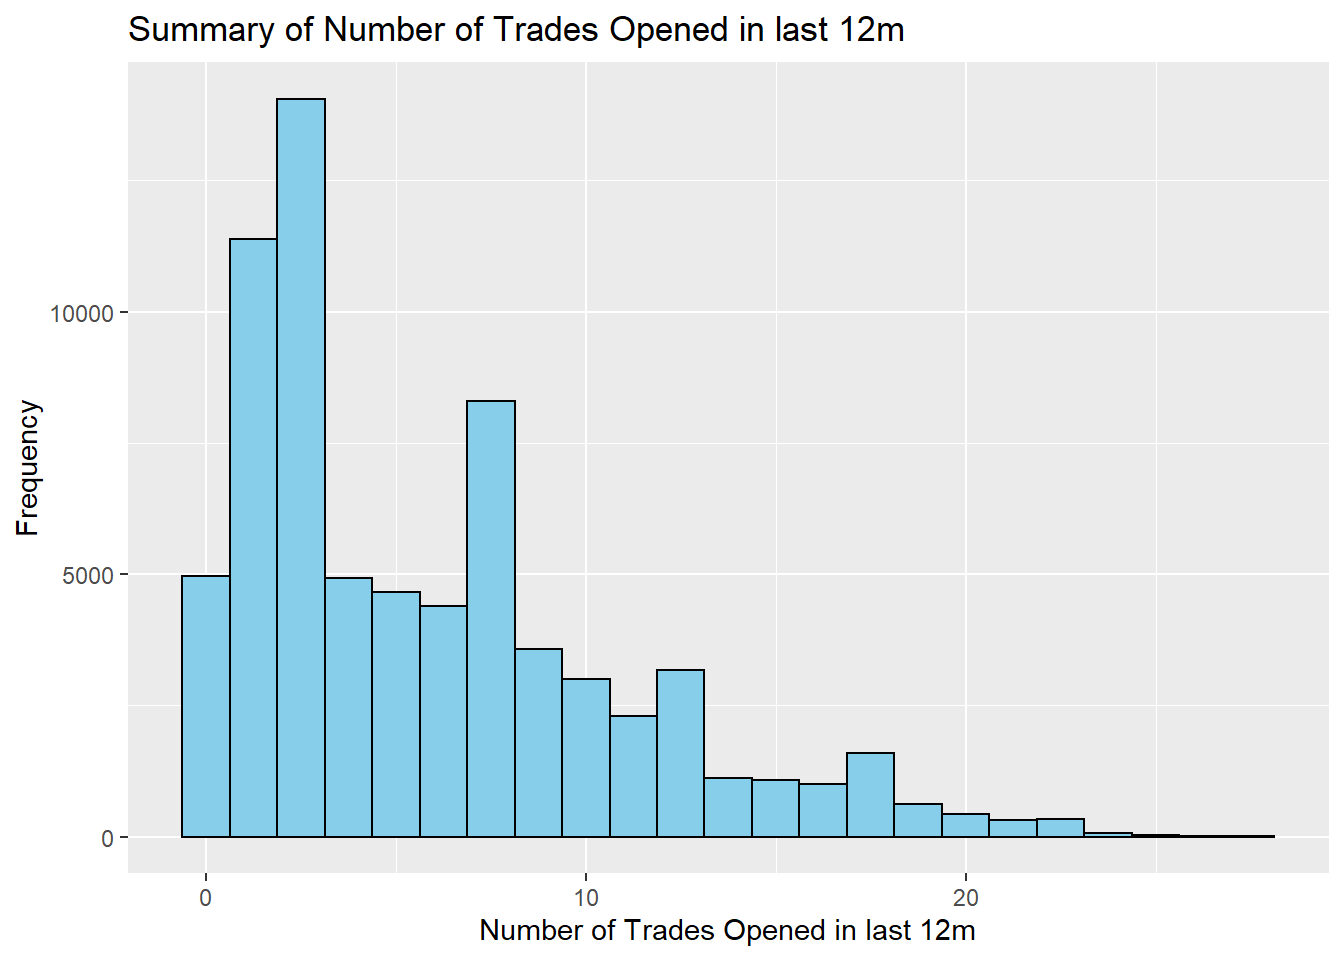 Summary of Number of Trades Opened in last 12m
Frequency
10000
5000
0
0 10 20
Number of Trades Opened in last 12m